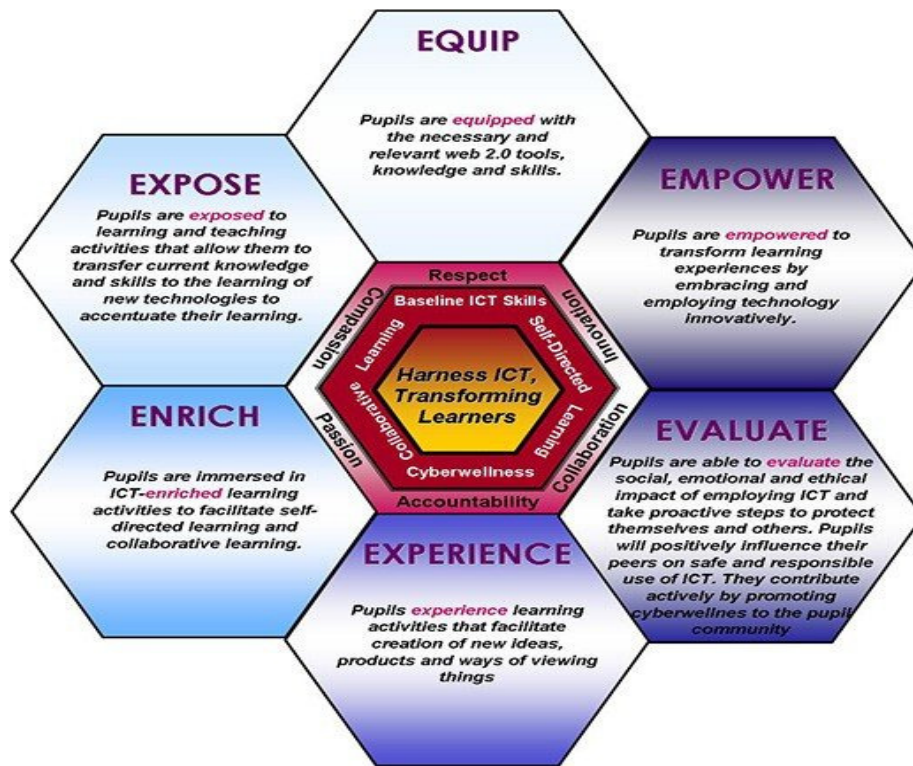 EQUIP
Pupils are equipped with
the necessary and
relevant web 2.0 tools,
knowledge and skills.
EXPOSE
Pupils are exposed to
learning and teaching
activities that allow them to
transfer current knowledge
and skills to the learning of
new technologies to
accentuate their learning.
EMPOWER
Pupils are empowered to
transform learning
experiences by
embracing and
employing technology
innovatively.
Respect
Compassion
Innovation
Baseline ICT Skills
Collaborative Learning
Self-Directed Learning
Harness ICT,
Transforming
Learners
Cyberwellness
Passion
Collaboration
Accountability
ENRICH
Pupils are immersed in
ICT-enriched learning
activities to facilitate self-
directed learning and
collaborative learning.
EVALUATE
Pupils are able to evaluate the
social, emotional and ethical
impact of employing ICT and
take proactive steps to protect
themselves and others. Pupils
will positively influence their
peers on safe and responsible
use of ICT. They contribute
actively by promoting
cyberwellnes to the pupil
community
EXPERIENCE
Pupils experience learning
activities that facilitate
creation of new ideas,
products and ways of viewing
things